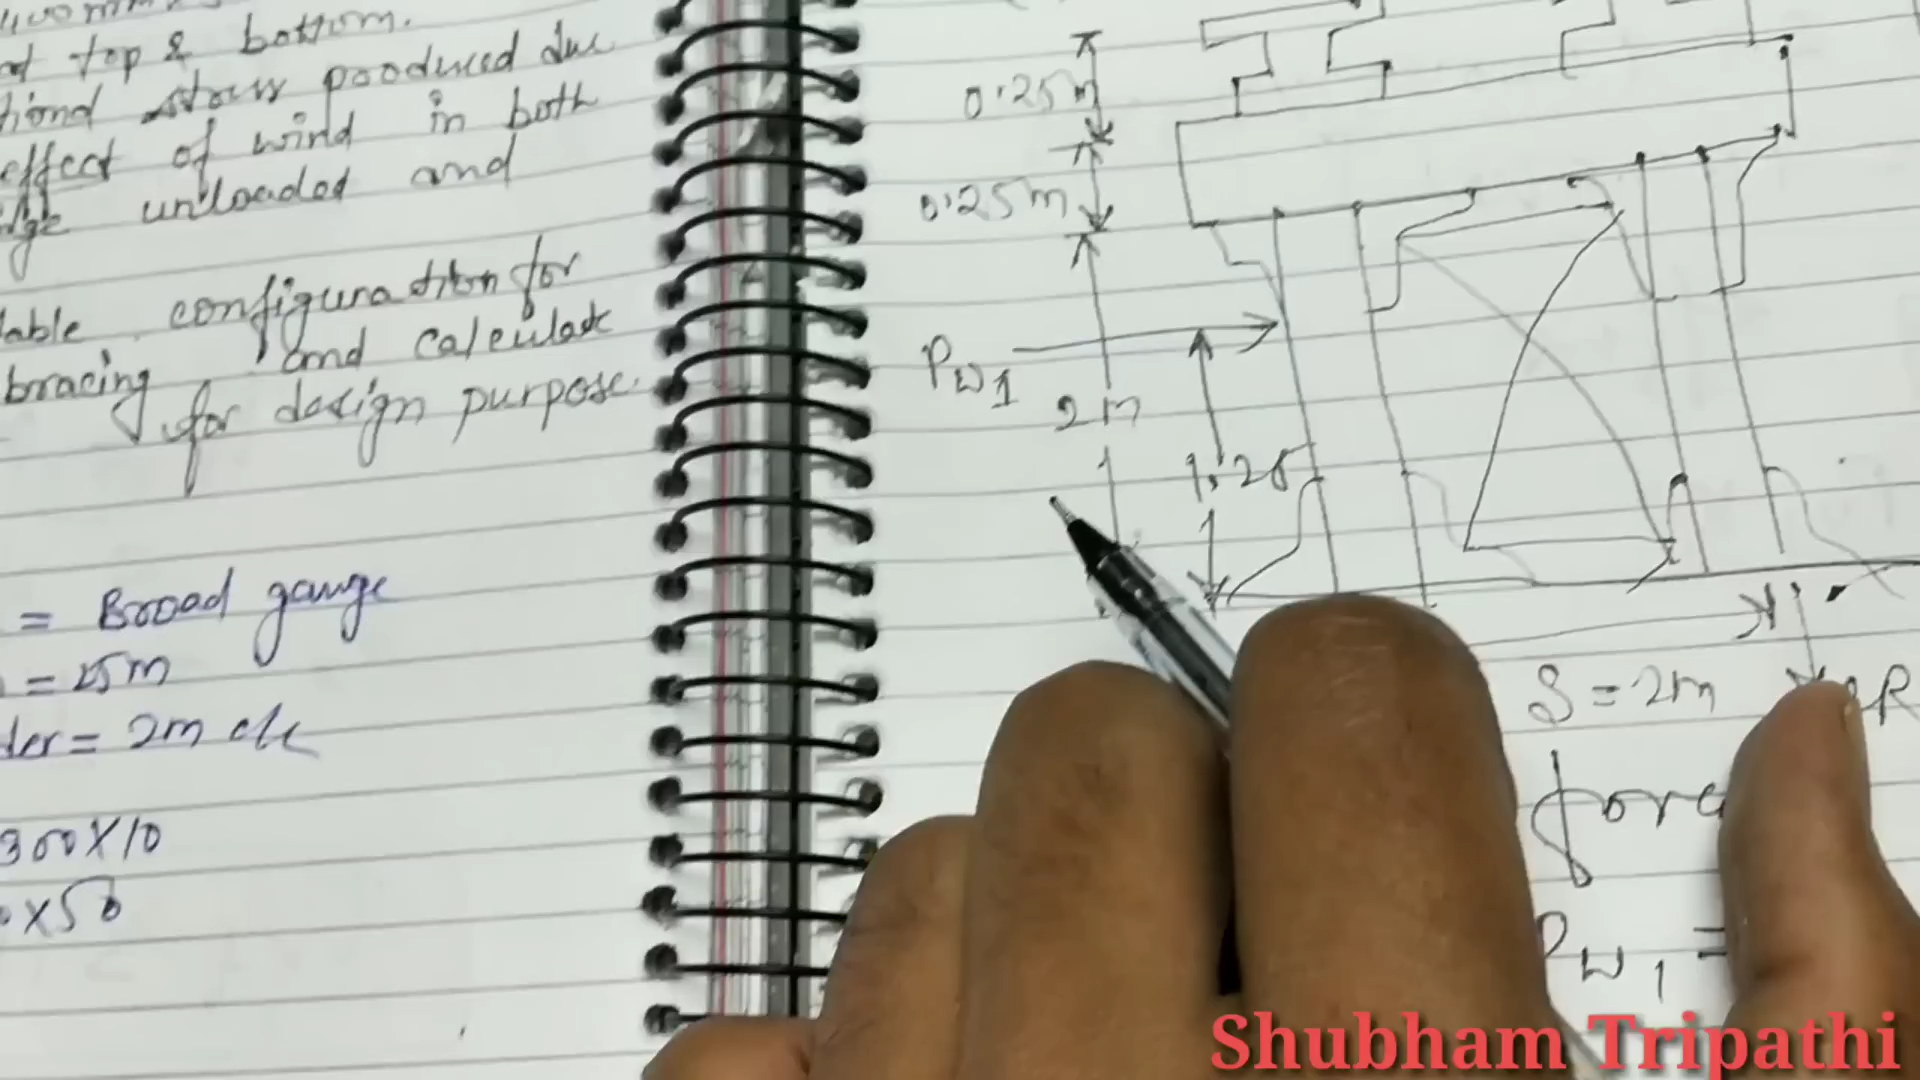 at top & bottom.
stress produced due
effect of wind in both
unloaded and
configuration for
bracing and calculate
for design purpose.
= Broad gauge
= 25m
= 2m c/c
300X10
X50
0.25m
0.25m
PW1
2m
1.25
S = 2m
R
forc
PW1 =
Shubham Tripathi